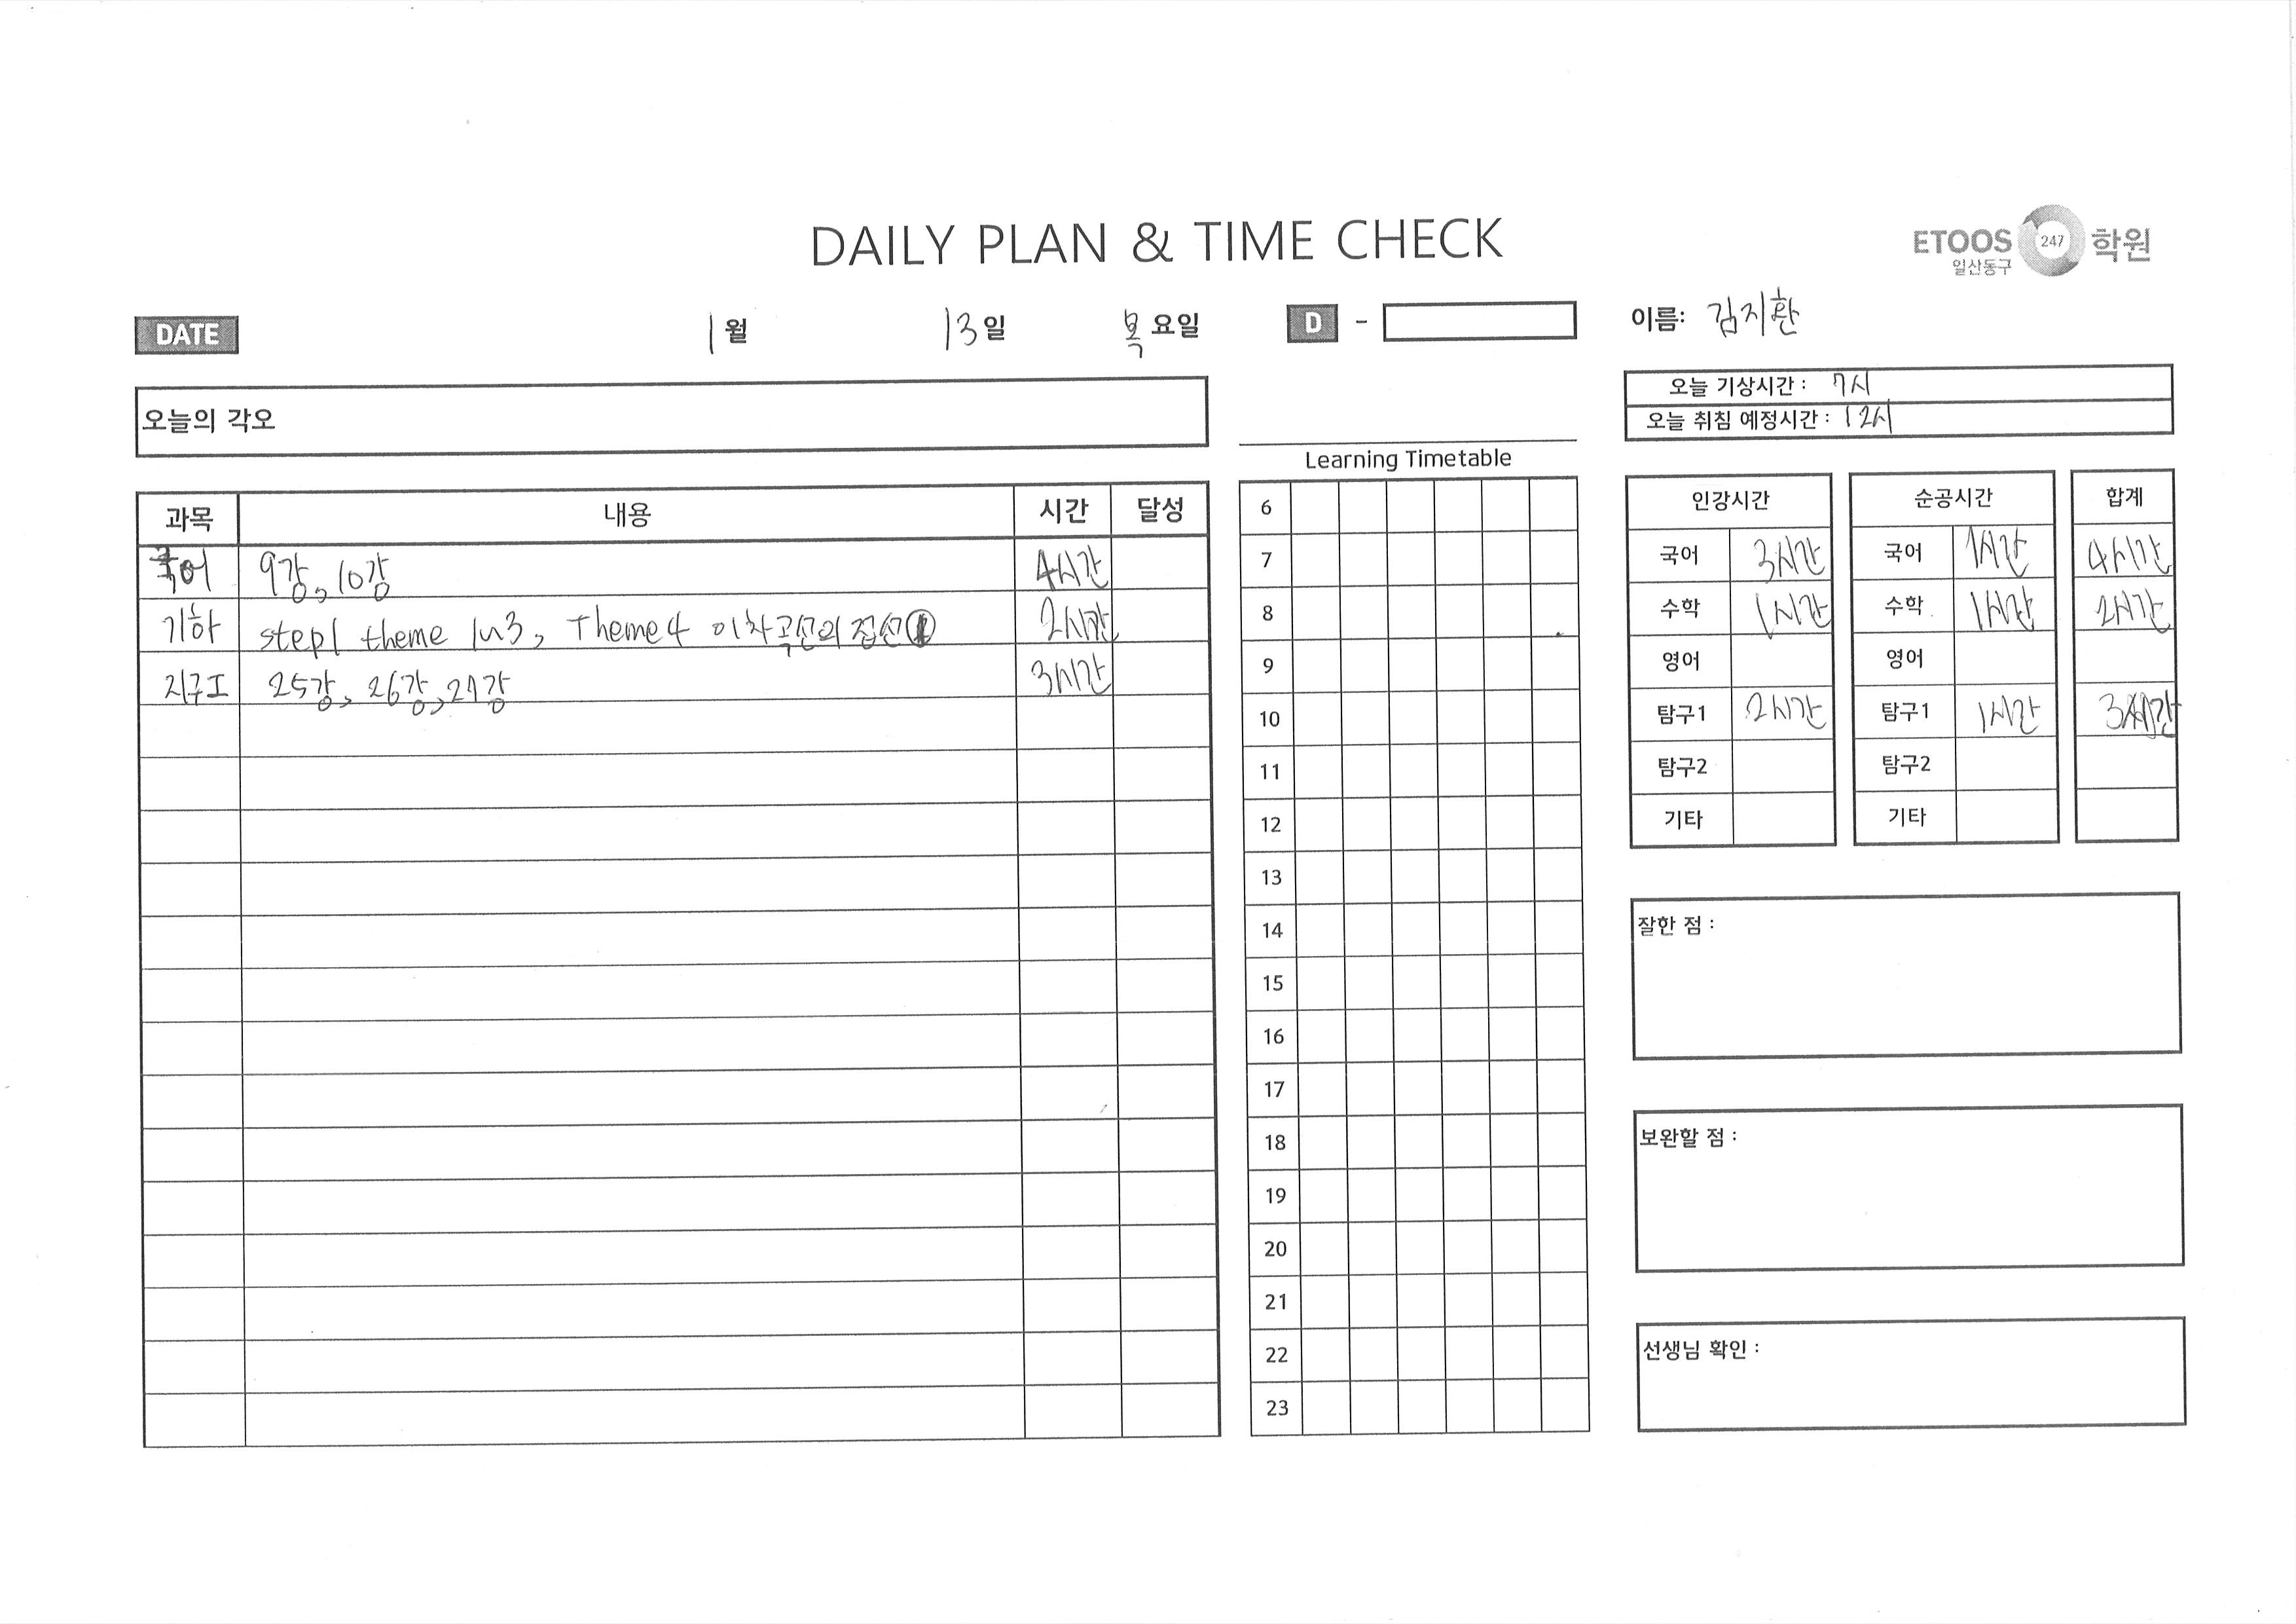 DAILY PLAN & TIME CHECK
ETOOS 247 학원
일산동구
DATE 1월 13일 목요일 D -
이름: 김지환
오늘의 각오
오늘 기상시간 : 7시
오늘 취침 예정시간 : 12시
과목 내용 시간 달성
국어 9강, 10강 4시간
기하 step1 theme 1~3, Theme4 이차곡선의 접선① 2시간
지구I 25강, 26강, 27강 3시간
Learning Timetable
6
7
8
9
10
11
12
13
14
15
16
17
18
19
20
21
22
23
인강시간 순공시간 합계
국어 3시간 국어 1시간 4시간
수학 1시간 수학 1시간 2시간
영어 영어
탐구1 2시간 탐구1 1시간 3시간
탐구2 탐구2
기타 기타
잘한 점 :
보완할 점 :
선생님 확인 :